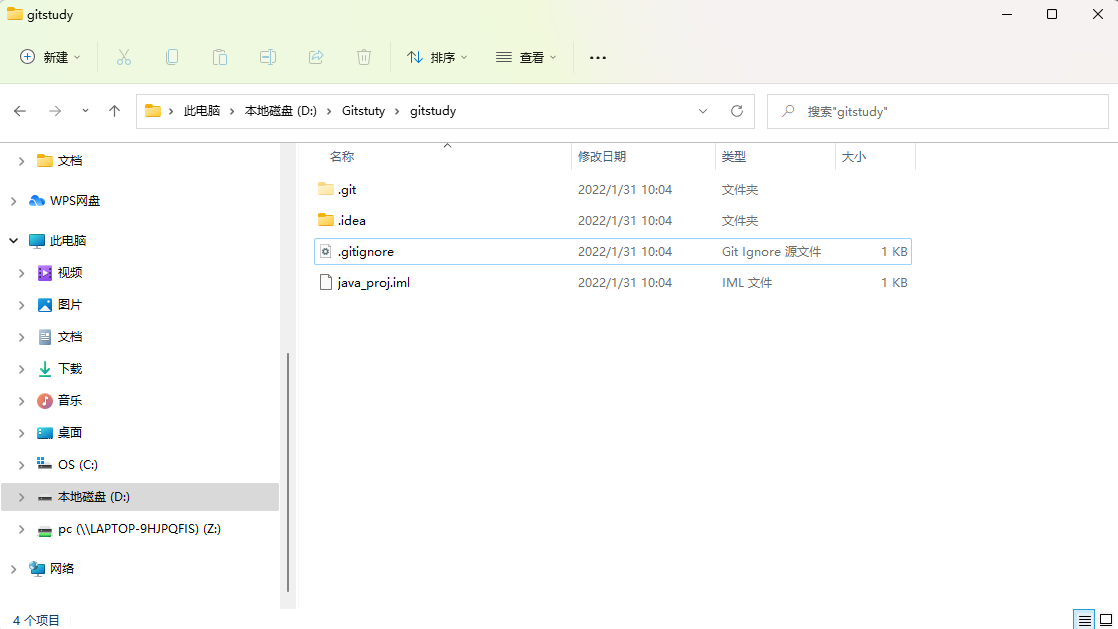 gitstudy
新建
排序
查看
此电脑 本地磁盘 (D:) Gitstuty gitstudy
搜索"gitstudy"
文档
WPS网盘
此电脑
视频
图片
文档
下载
音乐
桌面
OS (C:)
本地磁盘 (D:)
pc (\\LAPTOP-9HJPQFIS) (Z:)
网络
名称 修改日期 类型 大小
.git 2022/1/31 10:04 文件夹
.idea 2022/1/31 10:04 文件夹
.gitignore 2022/1/31 10:04 Git Ignore 源文件 1 KB
java_proj.iml 2022/1/31 10:04 IML 文件 1 KB
4 个项目